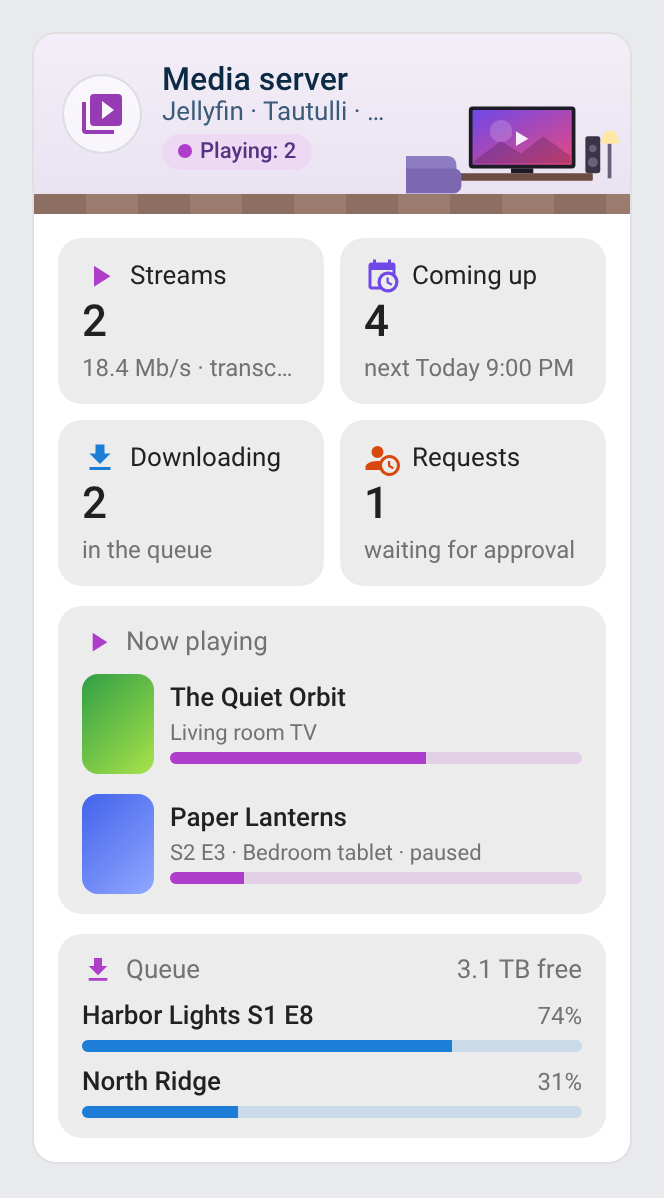 Media server
Jellyfin · Tautulli · ...
Playing: 2
Streams
2
18.4 Mb/s · transc...
Coming up
4
next Today 9:00 PM
Downloading
2
in the queue
Requests
1
waiting for approval
Now playing
The Quiet Orbit
Living room TV
Paper Lanterns
S2 E3 · Bedroom tablet · paused
Queue
3.1 TB free
Harbor Lights S1 E8
74%
North Ridge
31%